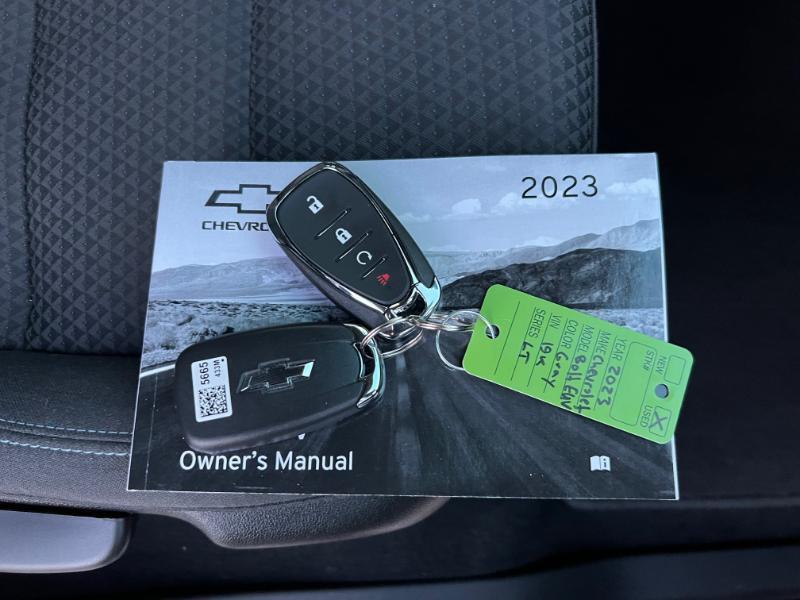 2023
CHEVRO
5665
433M
Owner's Manual
STK#
NEW
USED X
YEAR 2023
MAKE Chevrolet
MODEL Bolt EUV
COLOR Gray
VIN
SERIES LT